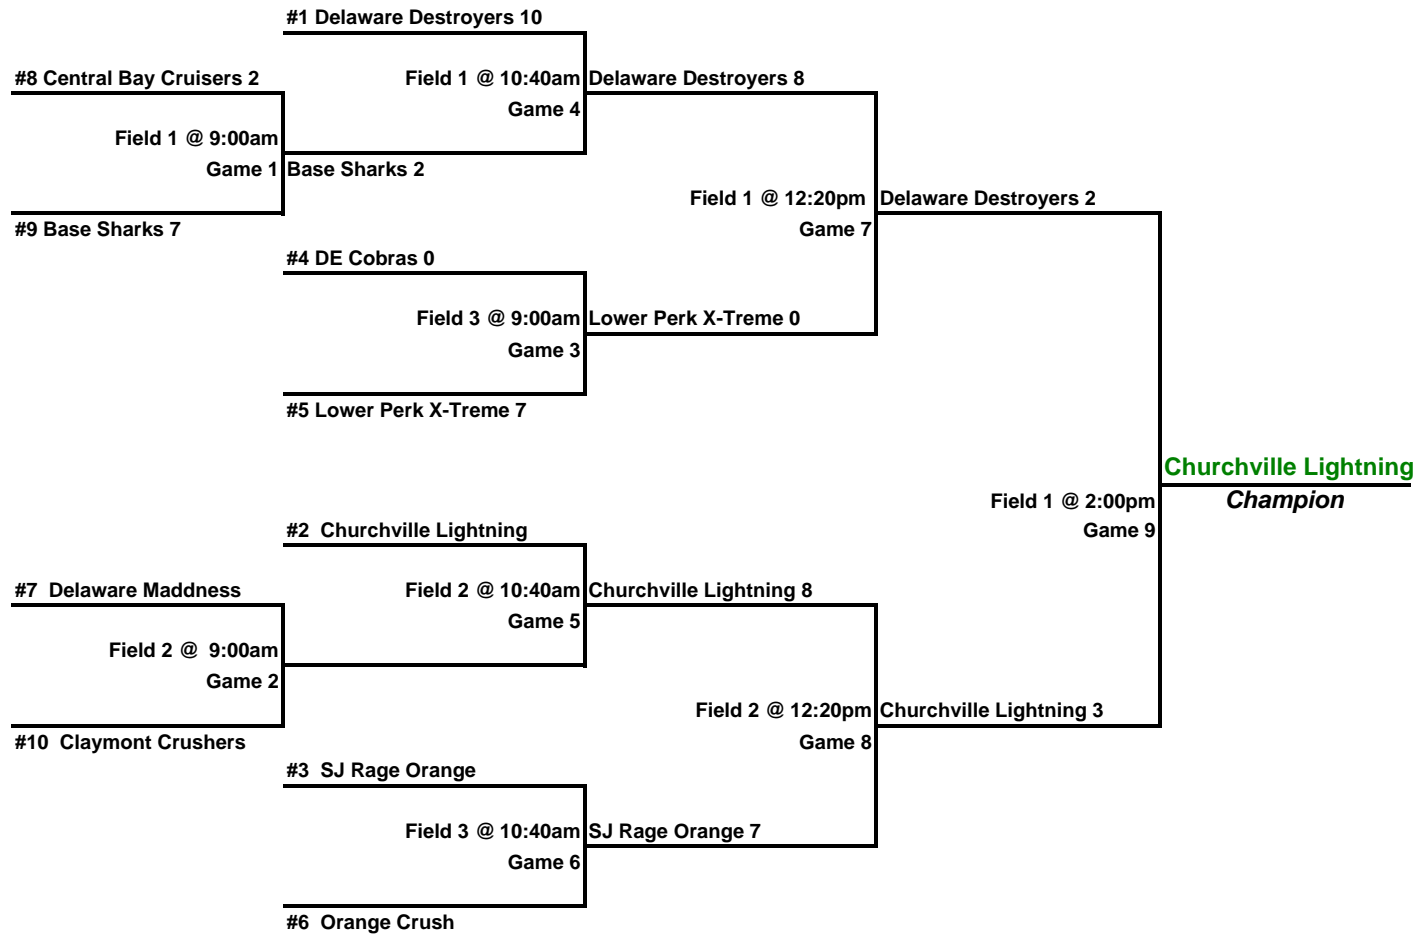 #1 Delaware Destroyers 10
#8 Central Bay Cruisers 2
Field 1 @ 10:40am
Delaware Destroyers 8
Game 4
Field 1 @ 9:00am
Game 1
Base Sharks 2
Field 1 @ 12:20pm
Delaware Destroyers 2
#9 Base Sharks 7
Game 7
#4 DE Cobras 0
Field 3 @ 9:00am
Lower Perk X-Treme 0
Game 3
#5 Lower Perk X-Treme 7
Churchville Lightning
Field 1 @ 2:00pm
Champion
#2  Churchville Lightning
Game 9
#7  Delaware Maddness
Field 2 @ 10:40am
Churchville Lightning 8
Game 5
Field 2 @  9:00am
Game 2
Field 2 @ 12:20pm
Churchville Lightning 3
#10  Claymont Crushers
Game 8
#3  SJ Rage Orange
Field 3 @ 10:40am
SJ Rage Orange 7
Game 6
#6  Orange Crush